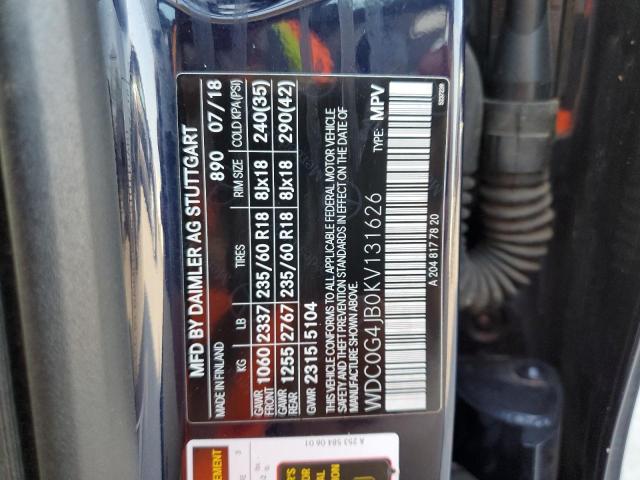 MFD BY DAIMLER AG STUTTGART
MADE IN FINLAND 890 07/18
KG LB TIRES RIM SIZE COLD KPA(PSI)
GAWR FRONT 1060 2337 235/60 R18 8Jx18 240(35)
GAWR REAR 1255 2767 235/60 R18 8Jx18 290(42)
GVWR 2315 5104
THIS VEHICLE CONFORMS TO ALL APPLICABLE FEDERAL MOTOR VEHICLE
SAFETY AND THEFT PREVENTION STANDARDS IN EFFECT ON THE DATE OF
MANUFACTURE SHOWN ABOVE.
WDC0G4JB0KV131626 TYPE: MPV
A 204 817 78 20
A 253 584 06 01